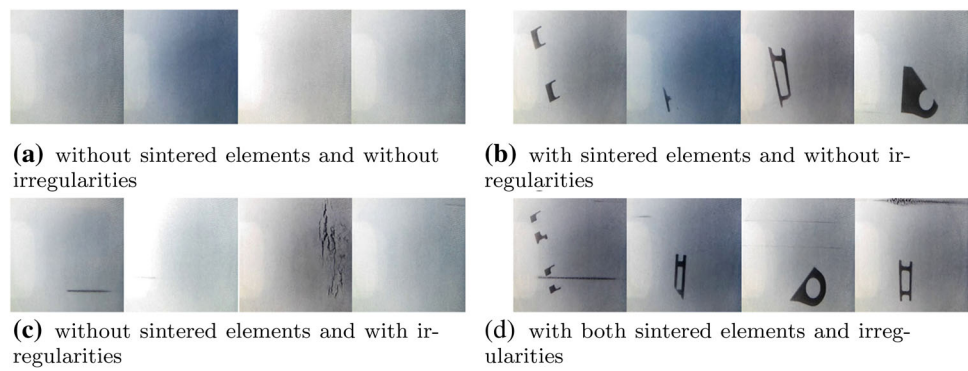 (a) without sintered elements and without
irregularities
(b) with sintered elements and without ir-
regularities
(c) without sintered elements and with ir-
regularities
(d) with both sintered elements and irreg-
ularities